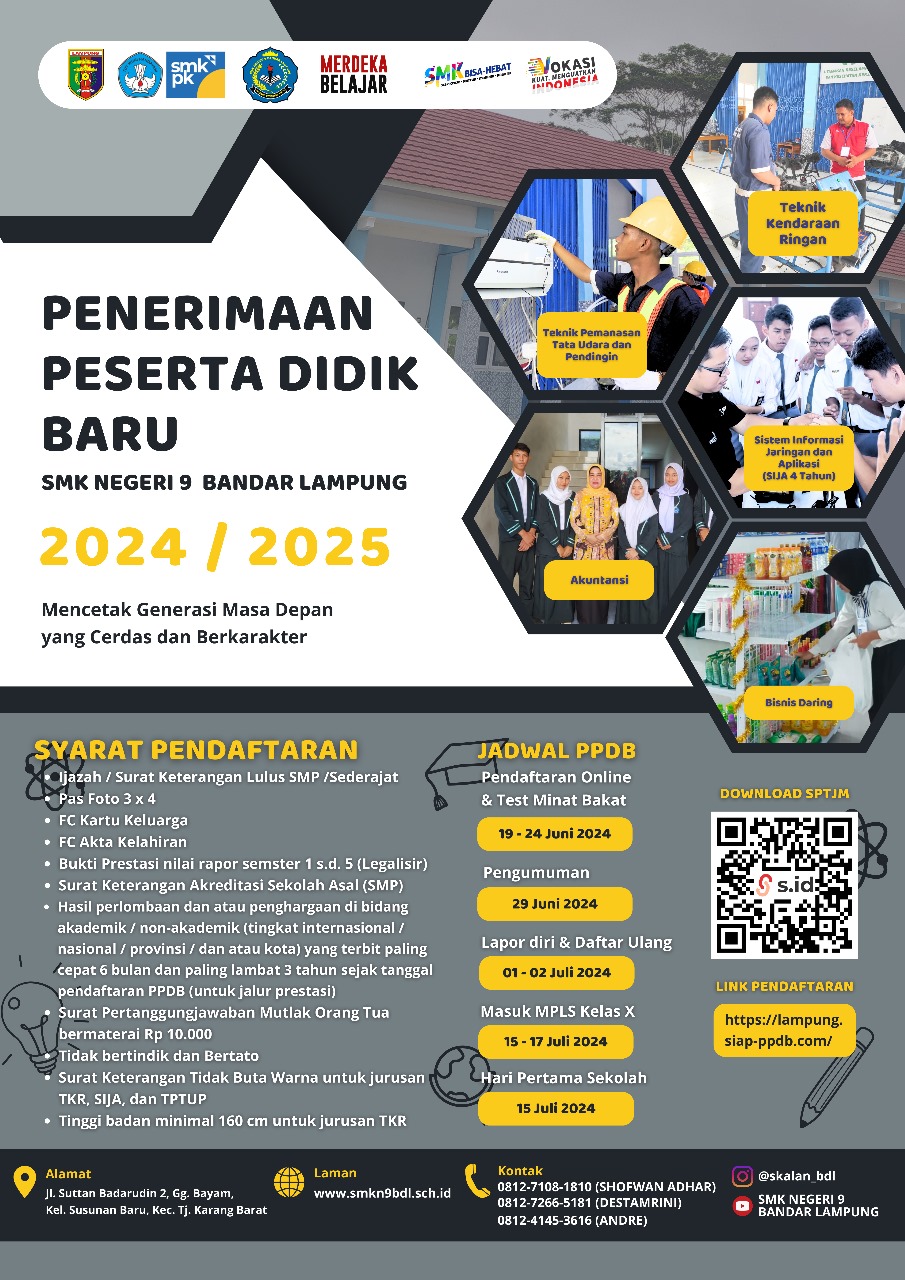 LAMPUNG
smk
pk
MERDEKA
BELAJAR
SMK BISA-HEBAT
VOKASI
KUAT, MENGUATKAN
INDONESIA
Teknik
Kendaraan
Ringan
Teknik Pemanasan
Tata Udara dan
Pendingin
Sistem Informasi
Jaringan dan
Aplikasi
(SIJA 4 Tahun)
Akuntansi
Bisnis Daring
PENERIMAAN
PESERTA DIDIK
BARU
SMK NEGERI 9 BANDAR LAMPUNG
2024 / 2025
Mencetak Generasi Masa Depan
yang Cerdas dan Berkarakter
SYARAT PENDAFTARAN
• Ijazah / Surat Keterangan Lulus SMP /Sederajat
• Pas Foto 3 x 4
• FC Kartu Keluarga
• FC Akta Kelahiran
• Bukti Prestasi nilai rapor semster 1 s.d. 5 (Legalisir)
• Surat Keterangan Akreditasi Sekolah Asal (SMP)
• Hasil perlombaan dan atau penghargaan di bidang
akademik / non-akademik (tingkat internasional /
nasional / provinsi / dan atau kota) yang terbit paling
cepat 6 bulan dan paling lambat 3 tahun sejak tanggal
pendaftaran PPDB (untuk jalur prestasi)
• Surat Pertanggungjawaban Mutlak Orang Tua
bermaterai Rp 10.000
• Tidak bertindik dan Bertato
• Surat Keterangan Tidak Buta Warna untuk jurusan
TKR, SIJA, dan TPTUP
• Tinggi badan minimal 160 cm untuk jurusan TKR
JADWAL PPDB
Pendaftaran Online
& Test Minat Bakat
19 - 24 Juni 2024
Pengumuman
29 Juni 2024
Lapor diri & Daftar Ulang
01 - 02 Juli 2024
Masuk MPLS Kelas X
15 - 17 Juli 2024
Hari Pertama Sekolah
15 Juli 2024
DOWNLOAD SPTJM
s.id
LINK PENDAFTARAN
https://lampung.
siap-ppdb.com/
Alamat
Jl. Suttan Badarudin 2, Gg. Bayam,
Kel. Susunan Baru, Kec. Tj. Karang Barat
Laman
www.smkn9bdl.sch.id
Kontak
0812-7108-1810 (SHOFWAN ADHAR)
0812-7266-5181 (DESTAMRINI)
0812-4145-3616 (ANDRE)
@skalan_bdl
SMK NEGERI 9
BANDAR LAMPUNG